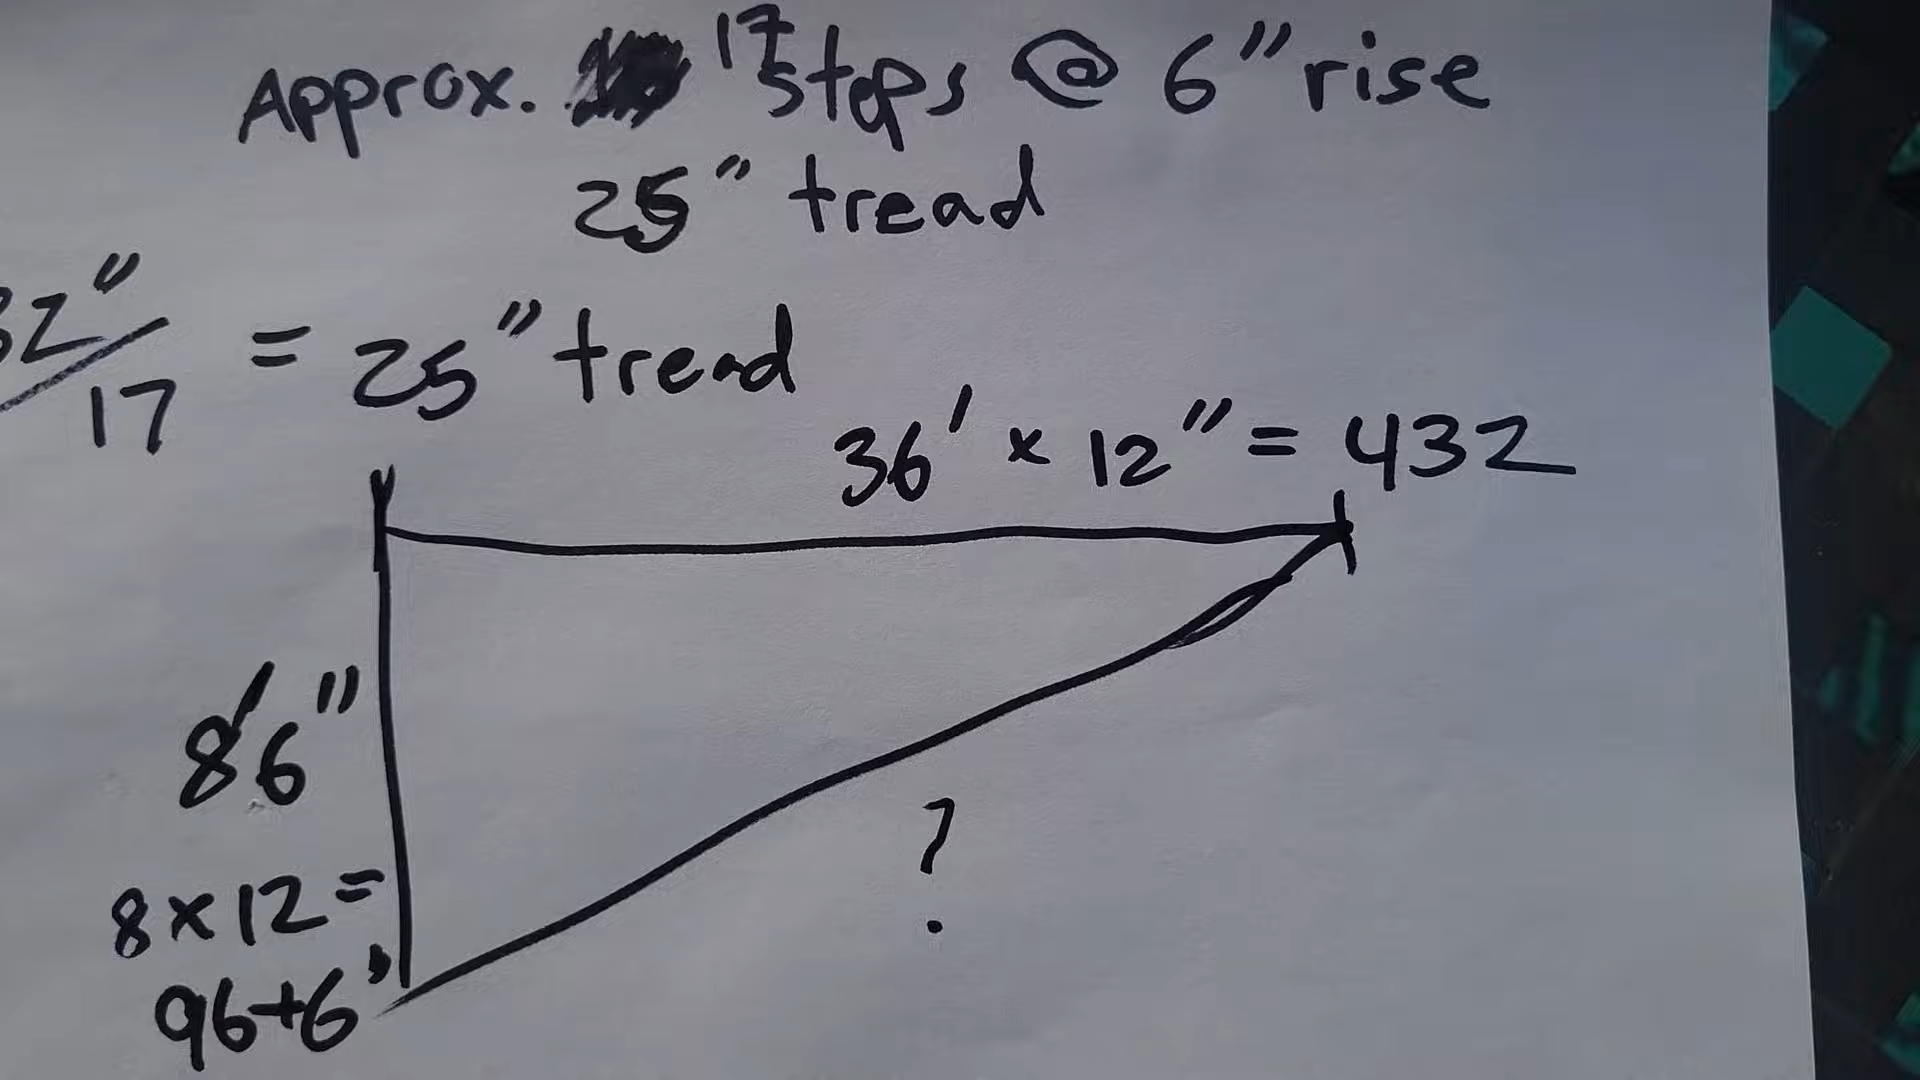 Approx. 17 steps @ 6" rise
25" tread
32"/17 = 25" tread
36' x 12" = 432
8'6"
8 x 12 =
96+6'
?